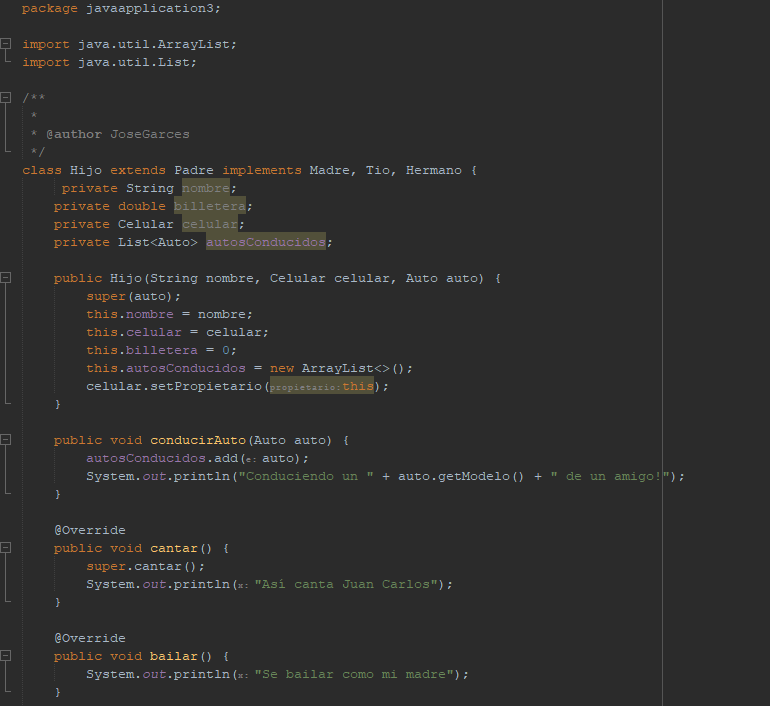 package javaapplication3;
import java.util.ArrayList;
import java.util.List;
/**
*
* @author JoseGarces
*/
class Hijo extends Padre implements Madre, Tio, Hermano {
private String nombre;
private double billetera;
private Celular celular;
private List<Auto> autosConducidos;
public Hijo(String nombre, Celular celular, Auto auto) {
super(auto);
this.nombre = nombre;
this.celular = celular;
this.billetera = 0;
this.autosConducidos = new ArrayList<>();
celular.setPropietario(propietario:this);
}
public void conducirAuto(Auto auto) {
autosConducidos.add(e: auto);
System.out.println("Conduciendo un " + auto.getModelo() + " de un amigo!");
}
@Override
public void cantar() {
super.cantar();
System.out.println(x: "Así canta Juan Carlos");
}
@Override
public void bailar() {
System.out.println(x: "Se bailar como mi madre");
}